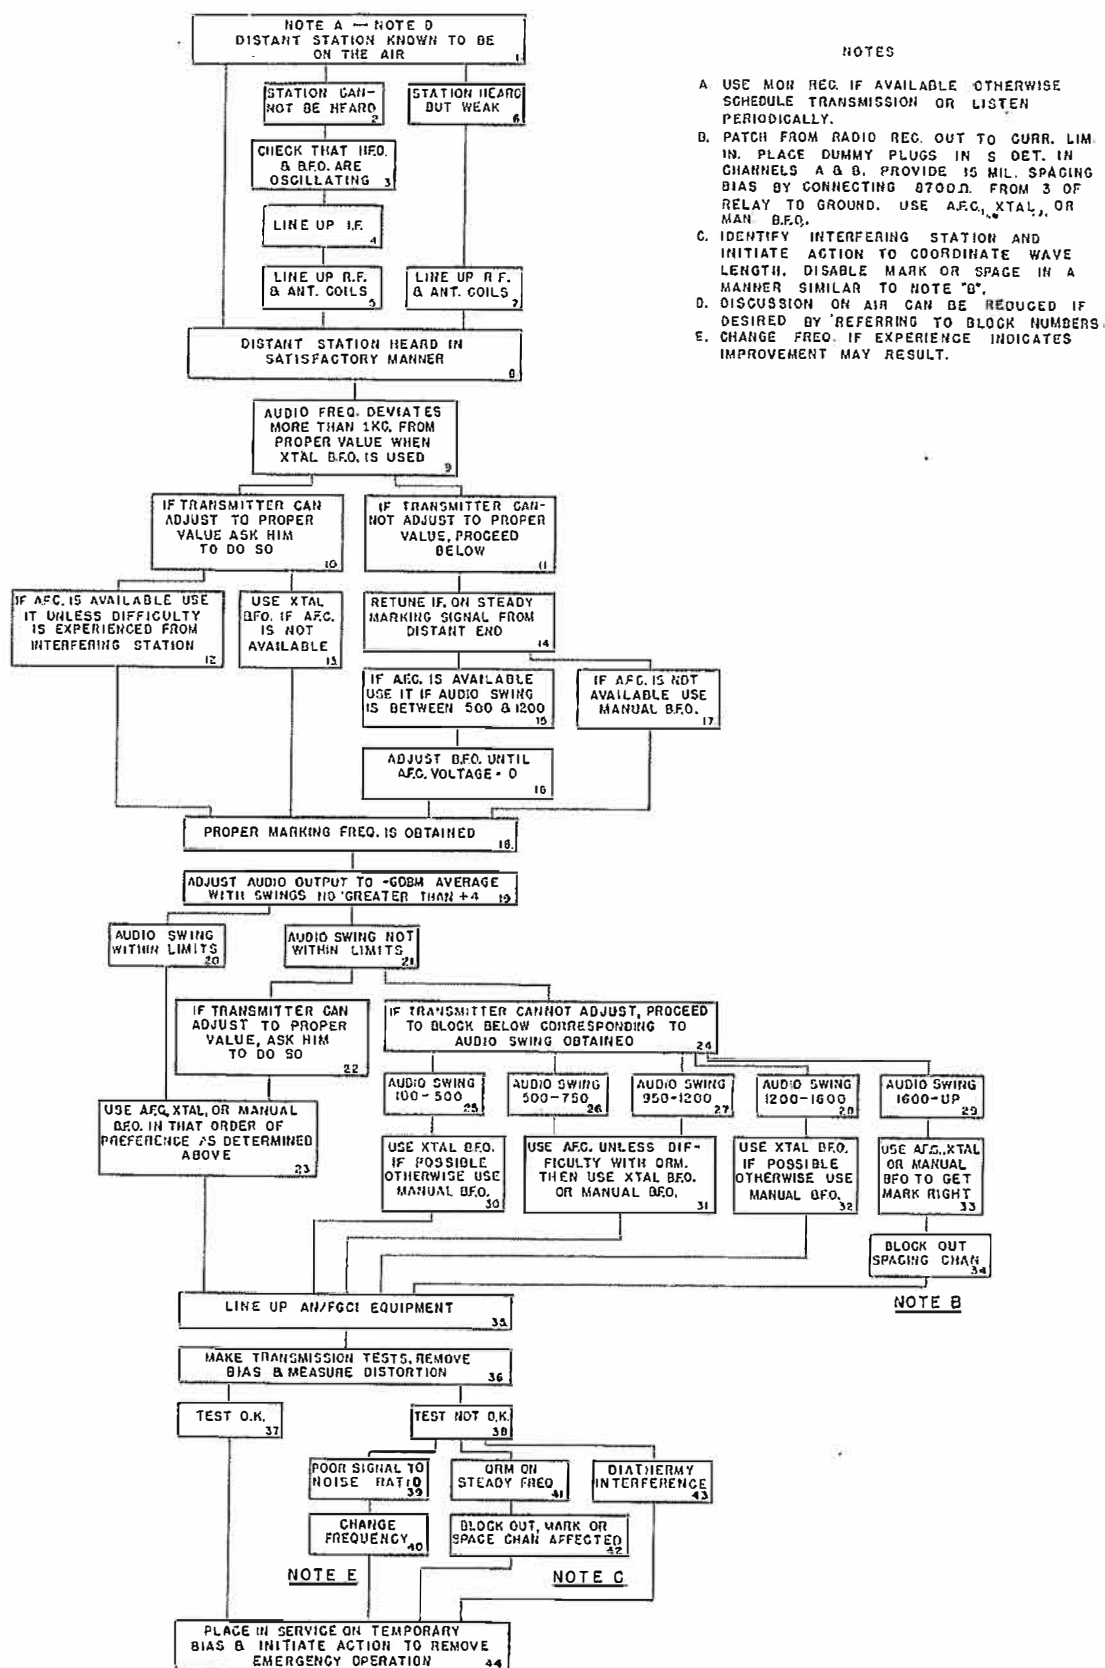 NOTE A — NOTE D
DISTANT STATION KNOWN TO BE
ON THE AIR
1
STATION CAN-
NOT BE HEARD
2
STATION HEARD
BUT WEAK
6
CHECK THAT H.F.O.
& B.F.O. ARE
OSCILLATING
3
LINE UP I.F.
4
LINE UP R.F.
& ANT. COILS
5
LINE UP R F.
& ANT. COILS
7
DISTANT STATION HEARD IN
SATISFACTORY MANNER
8
AUDIO FREQ. DEVIATES
MORE THAN 1KC. FROM
PROPER VALUE WHEN
XTAL B.F.O. IS USED
9
IF TRANSMITTER CAN
ADJUST TO PROPER
VALUE ASK HIM
TO DO SO
10
IF TRANSMITTER CAN-
NOT ADJUST TO PROPER
VALUE, PROCEED
BELOW
11
IF A.F.C. IS AVAILABLE USE
IT UNLESS DIFFICULTY
IS EXPERIENCED FROM
INTERFERING STATION
12
USE XTAL
B.F.O. IF A.F.C.
IS NOT
AVAILABLE
13
RETUNE I.F. ON STEADY
MARKING SIGNAL FROM
DISTANT END
14
IF A.F.C. IS AVAILABLE
USE IT IF AUDIO SWING
IS BETWEEN 500 & 1200
15
IF A.F.C. IS NOT
AVAILABLE USE
MANUAL B.F.O.
17
ADJUST B.F.O. UNTIL
A.F.C. VOLTAGE - 0
16
PROPER MARKING FREQ. IS OBTAINED
18
ADJUST AUDIO OUTPUT TO -6DBM AVERAGE
WITH SWINGS NO GREATER THAN +4
19
AUDIO SWING
WITHIN LIMITS
20
AUDIO SWING NOT
WITHIN LIMITS
21
IF TRANSMITTER CAN
ADJUST TO PROPER
VALUE, ASK HIM
TO DO SO
22
IF TRANSMITTER CANNOT ADJUST, PROCEED
TO BLOCK BELOW CORRESPONDING TO
AUDIO SWING OBTAINED
24
AUDIO SWING
100-500
25
AUDIO SWING
500-750
26
AUDIO SWING
950-1200
27
AUDIO SWING
1200-1600
28
AUDIO SWING
1600-UP
29
USE A.F.C, XTAL, OR MANUAL
B.F.O. IN THAT ORDER OF
PREFERENCE AS DETERMINED
ABOVE
23
USE XTAL B.F.O.
IF POSSIBLE
OTHERWISE USE
MANUAL B.F.O.
30
USE A.F.C. UNLESS DIF-
FICULTY WITH QRM.
THEN USE XTAL B.F.O.
OR MANUAL B.F.O.
31
USE XTAL B.F.O.
IF POSSIBLE
OTHERWISE USE
MANUAL B.F.O.
32
USE A.F.C., XTAL
OR MANUAL
BFO TO GET
MARK RIGHT
33
BLOCK OUT
SPACING CHAN
34
NOTE B
LINE UP AN/FGC1 EQUIPMENT
35
MAKE TRANSMISSION TESTS, REMOVE
BIAS & MEASURE DISTORTION
36
TEST O.K.
37
TEST NOT O.K.
38
POOR SIGNAL TO
NOISE RATIO
39
QRM ON
STEADY FREQ
41
DIATHERMY
INTERFERENCE
43
CHANGE
FREQUENCY
40
BLOCK OUT, MARK OR
SPACE CHAN AFFECTED
42
NOTE E
NOTE C
PLACE IN SERVICE ON TEMPORARY
BIAS & INITIATE ACTION TO REMOVE
EMERGENCY OPERATION
44
NOTES
A USE MON REC. IF AVAILABLE OTHERWISE
SCHEDULE TRANSMISSION OR LISTEN
PERIODICALLY.
B. PATCH FROM RADIO REC. OUT TO CURR. LIM
IN. PLACE DUMMY PLUGS IN S DET. IN
CHANNELS A & B. PROVIDE 15 MIL. SPACING
BIAS BY CONNECTING 8700Ω. FROM 3 OF
RELAY TO GROUND. USE A.F.C., XTAL, OR
MAN B.F.O.
C. IDENTIFY INTERFERING STATION AND
INITIATE ACTION TO COORDINATE WAVE
LENGTH. DISABLE MARK OR SPACE IN A
MANNER SIMILAR TO NOTE "B".
D. DISCUSSION ON AIR CAN BE REDUCED IF
DESIRED BY REFERRING TO BLOCK NUMBERS.
E. CHANGE FREQ. IF EXPERIENCE INDICATES
IMPROVEMENT MAY RESULT.